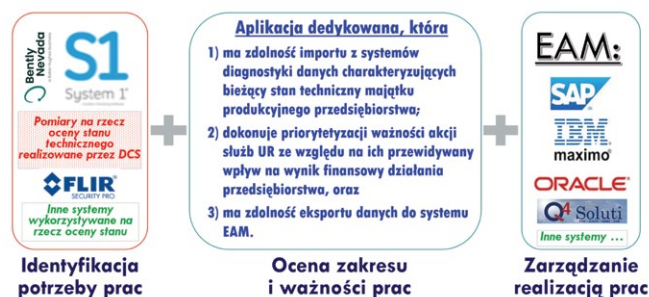 Bently
Nevada
S1
System 1
Pomiary na rzecz
oceny stanu
technicznego
realizowane przez DCS
FLIR
SECURITY PRO
Inne systemy
wykorzystywane na
rzecz oceny stanu
Identyfikacja
potrzeby prac
Aplikacja dedykowana, która
1) ma zdolność importu z systemów
diagnostyki danych charakteryzujących
bieżący stan techniczny majątku
produkcyjnego przedsiębiorstwa;
2) dokonuje priorytetyzacji ważności akcji
służb UR ze względu na ich przewidywany
wpływ na wynik finansowy działania
przedsiębiorstwa, oraz
3) ma zdolność eksportu danych do systemu
EAM.
Ocena zakresu
i ważności prac
EAM:
SAP
IBM
maximo
ORACLE
Q4 Soluti
Inne systemy ...
Zarządzanie
realizacją prac